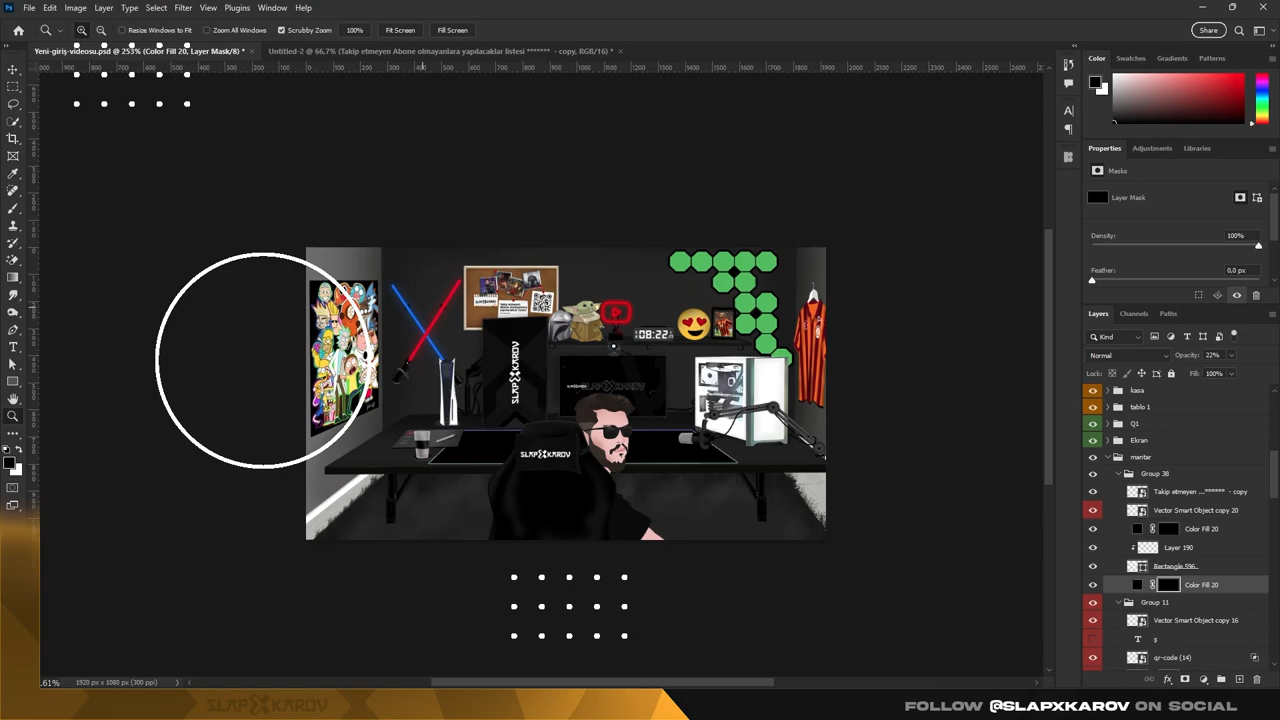 File Edit Image Layer Type Select Filter View Plugins Window Help
Resize Windows to Fit Zoom All Windows Scrubby Zoom 100% Fit Screen Fill Screen Share
Yeni-giriş-videosu.psd @ 253% (Color Fill 20, Layer Mask/8) * × Untitled-2 @ 66,7% (Takip etmeyen Abone olmayanlara yapılacaklar listesi ******* - copy, RGB/16) * ×
Color Swatches Gradients Patterns
Properties Adjustments Libraries
Masks
Layer Mask
Density: 100%
Feather: 0,0 px
Layers Channels Paths
Kind
Normal Opacity: 22%
Lock: Fill: 100%
kasa
tablo 1
Q1
Ekran
mantar
Group 38
Takip etmeyen ...****** - copy
Vector Smart Object copy 20
Color Fill 20
Layer 190
Rectangle 596
Color Fill 20
Group 11
Vector Smart Object copy 16
T ş
qr-code (14)
08:22
SLAPXKAROV
SLAPXKAROV
SLAPXKAROV
.61% 1920 px x 1080 px (300 ppi)
SLAPXKAROV
FOLLOW @SLAPXKAROV ON SOCIAL